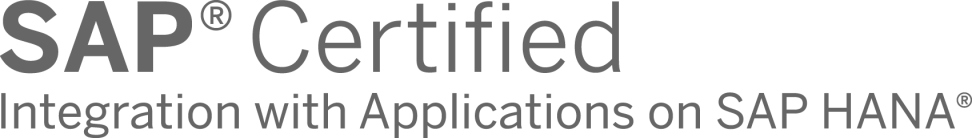 SAP® Certified
Integration with Applications on SAP HANA®